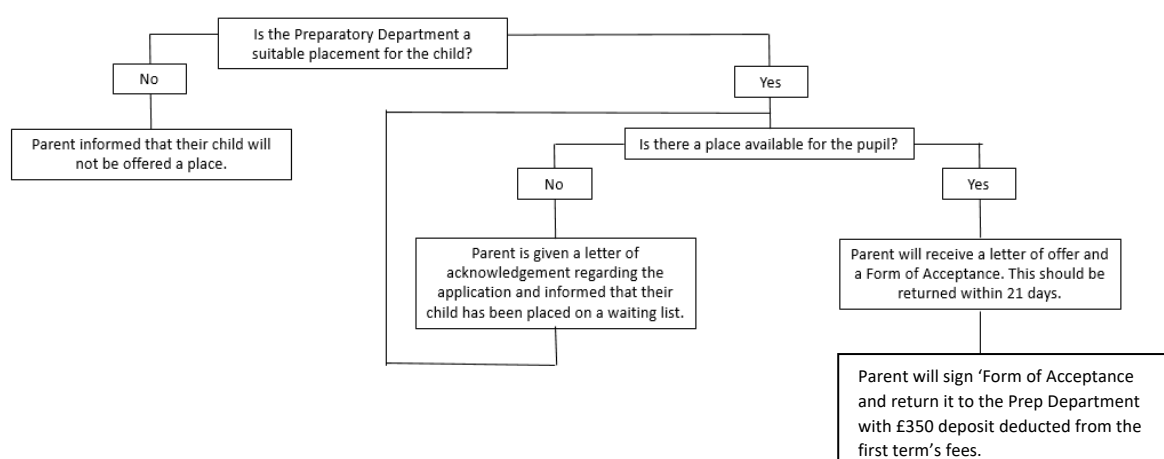 Is the Preparatory Department a
suitable placement for the child?
No
Yes
Parent informed that their child will
not be offered a place.
Is there a place available for the pupil?
No
Yes
Parent is given a letter of
acknowledgement regarding the
application and informed that their
child has been placed on a waiting list.
Parent will receive a letter of offer and
a Form of Acceptance. This should be
returned within 21 days.
Parent will sign ‘Form of Acceptance
and return it to the Prep Department
with £350 deposit deducted from the
first term’s fees.